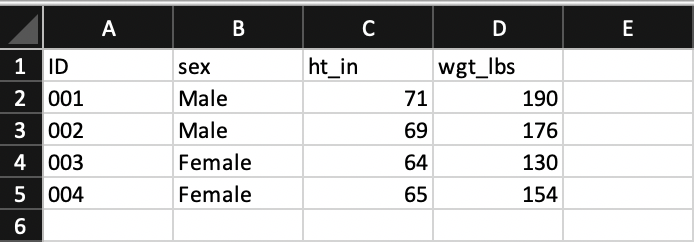 A B C D E
1 ID sex ht_in wgt_lbs
2 001 Male 71 190
3 002 Male 69 176
4 003 Female 64 130
5 004 Female 65 154
6